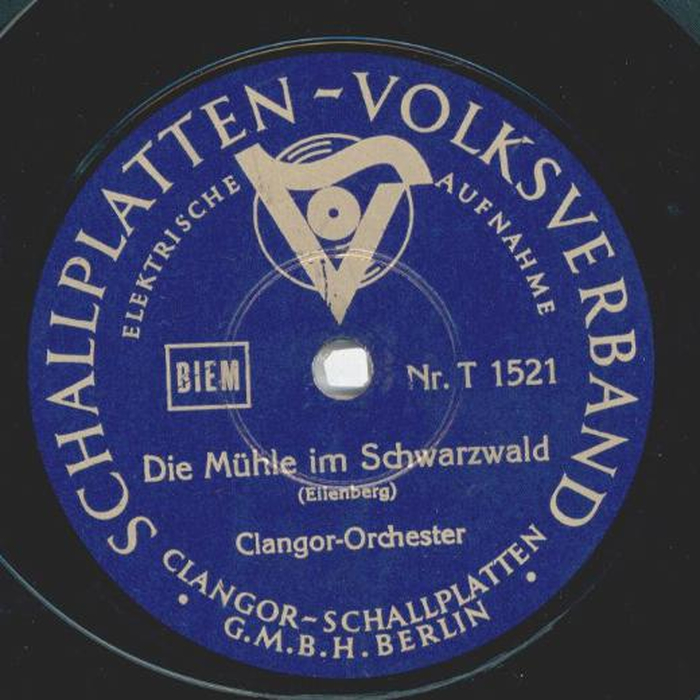 SCHALLPLATTEN-VOLKSVERBAND
ELEKTRISCHE AUFNAHME
BIEM
Nr. T 1521
Die Mühle im Schwarzwald
(Eilenberg)
Clangor-Orchester
CLANGOR-SCHALLPLATTEN
G.M.B.H. BERLIN